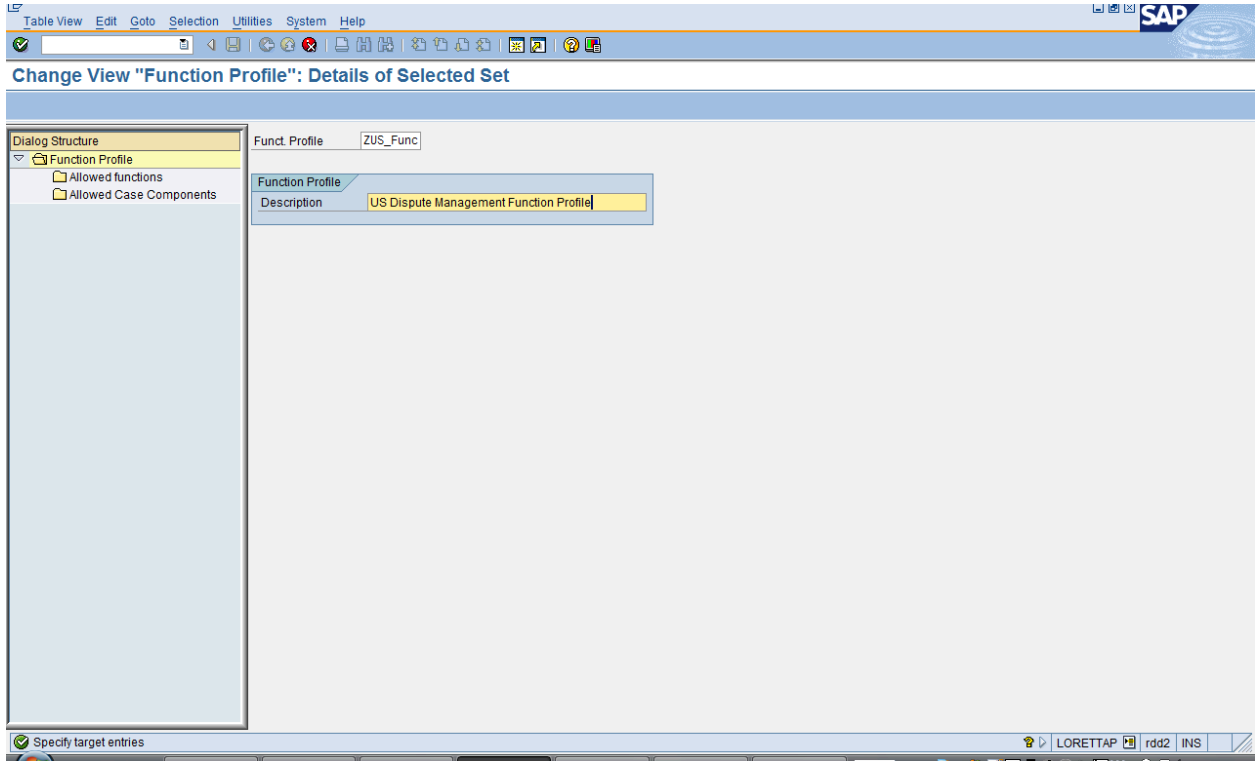 Table View Edit Goto Selection Utilities System Help
SAP
Change View "Function Profile": Details of Selected Set
Dialog Structure
Function Profile
Allowed functions
Allowed Case Components
Funct. Profile ZUS_Func
Function Profile
Description US Dispute Management Function Profile
Specify target entries
LORETTAP rdd2 INS